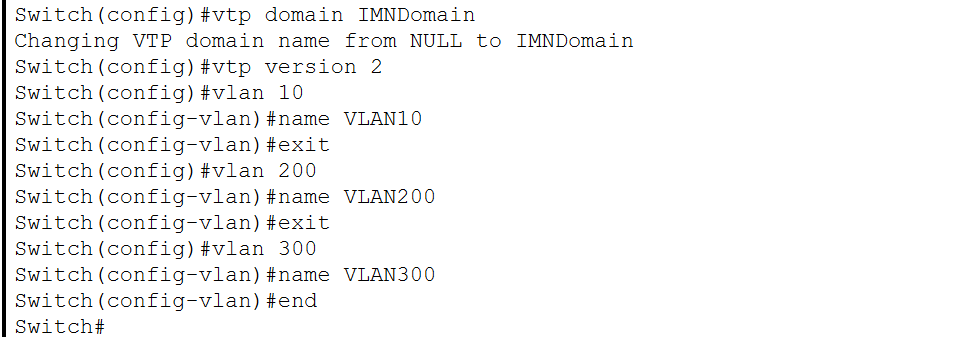 Switch(config)#vtp domain IMNDomain
Changing VTP domain name from NULL to IMNDomain
Switch(config)#vtp version 2
Switch(config)#vlan 10
Switch(config-vlan)#name VLAN10
Switch(config-vlan)#exit
Switch(config)#vlan 200
Switch(config-vlan)#name VLAN200
Switch(config-vlan)#exit
Switch(config)#vlan 300
Switch(config-vlan)#name VLAN300
Switch(config-vlan)#end
Switch#